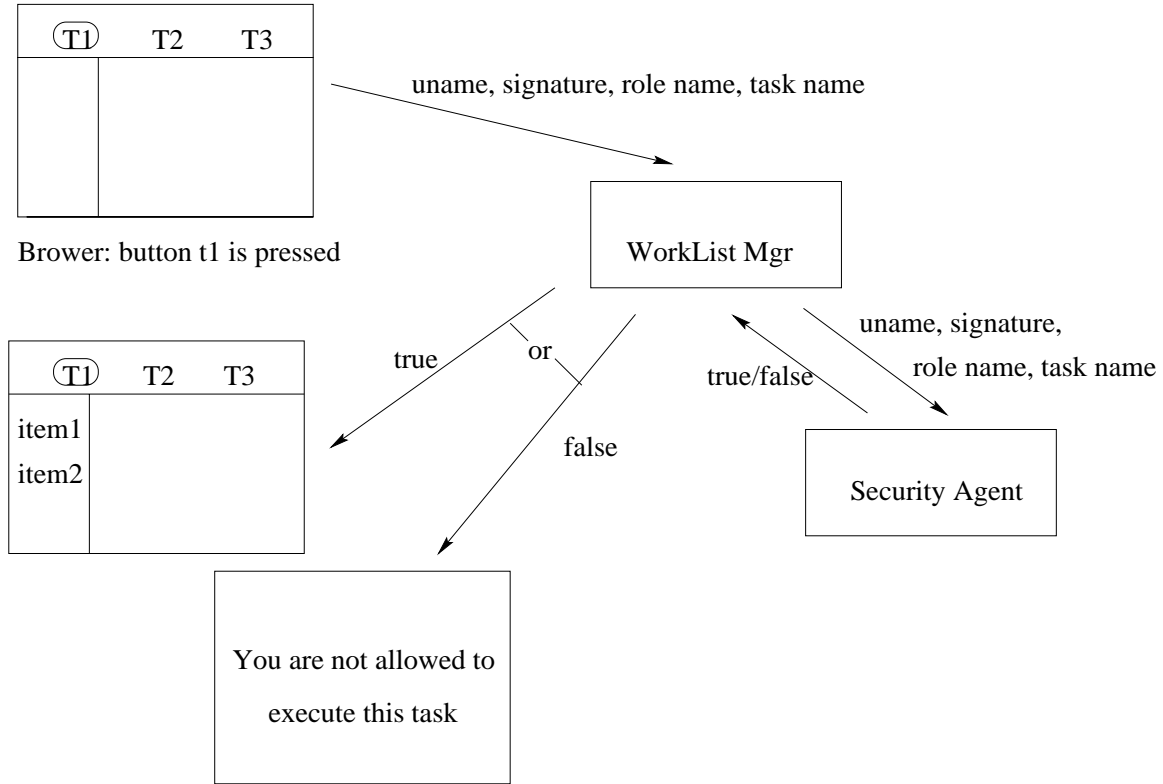 T1 T2 T3
uname, signature, role name, task name
Brower: button t1 is pressed
WorkList Mgr
uname, signature,
role name, task name
true/false
true
or
false
T1 T2 T3
item1
item2
Security Agent
You are not allowed to
execute this task